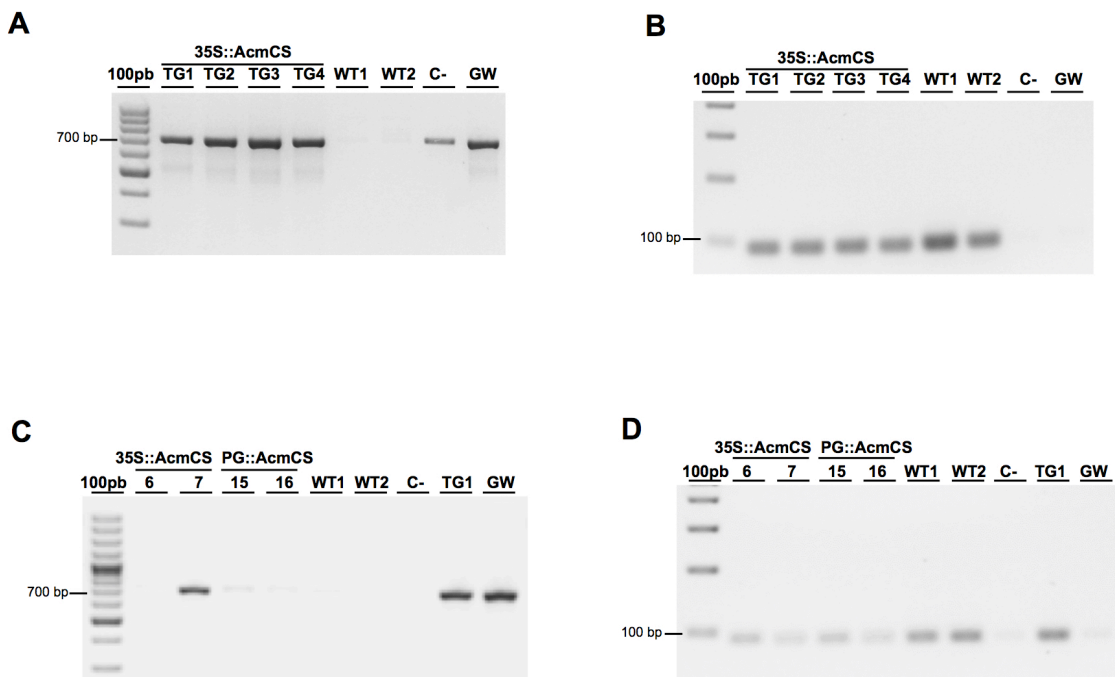 A
35S::AcmCS
100pb TG1 TG2 TG3 TG4 WT1 WT2 C- GW
700 bp
B
35S::AcmCS
100pb TG1 TG2 TG3 TG4 WT1 WT2 C- GW
100 bp
C
35S::AcmCS PG::AcmCS
100pb 6 7 15 16 WT1 WT2 C- TG1 GW
700 bp
D
35S::AcmCS PG::AcmCS
100pb 6 7 15 16 WT1 WT2 C- TG1 GW
100 bp